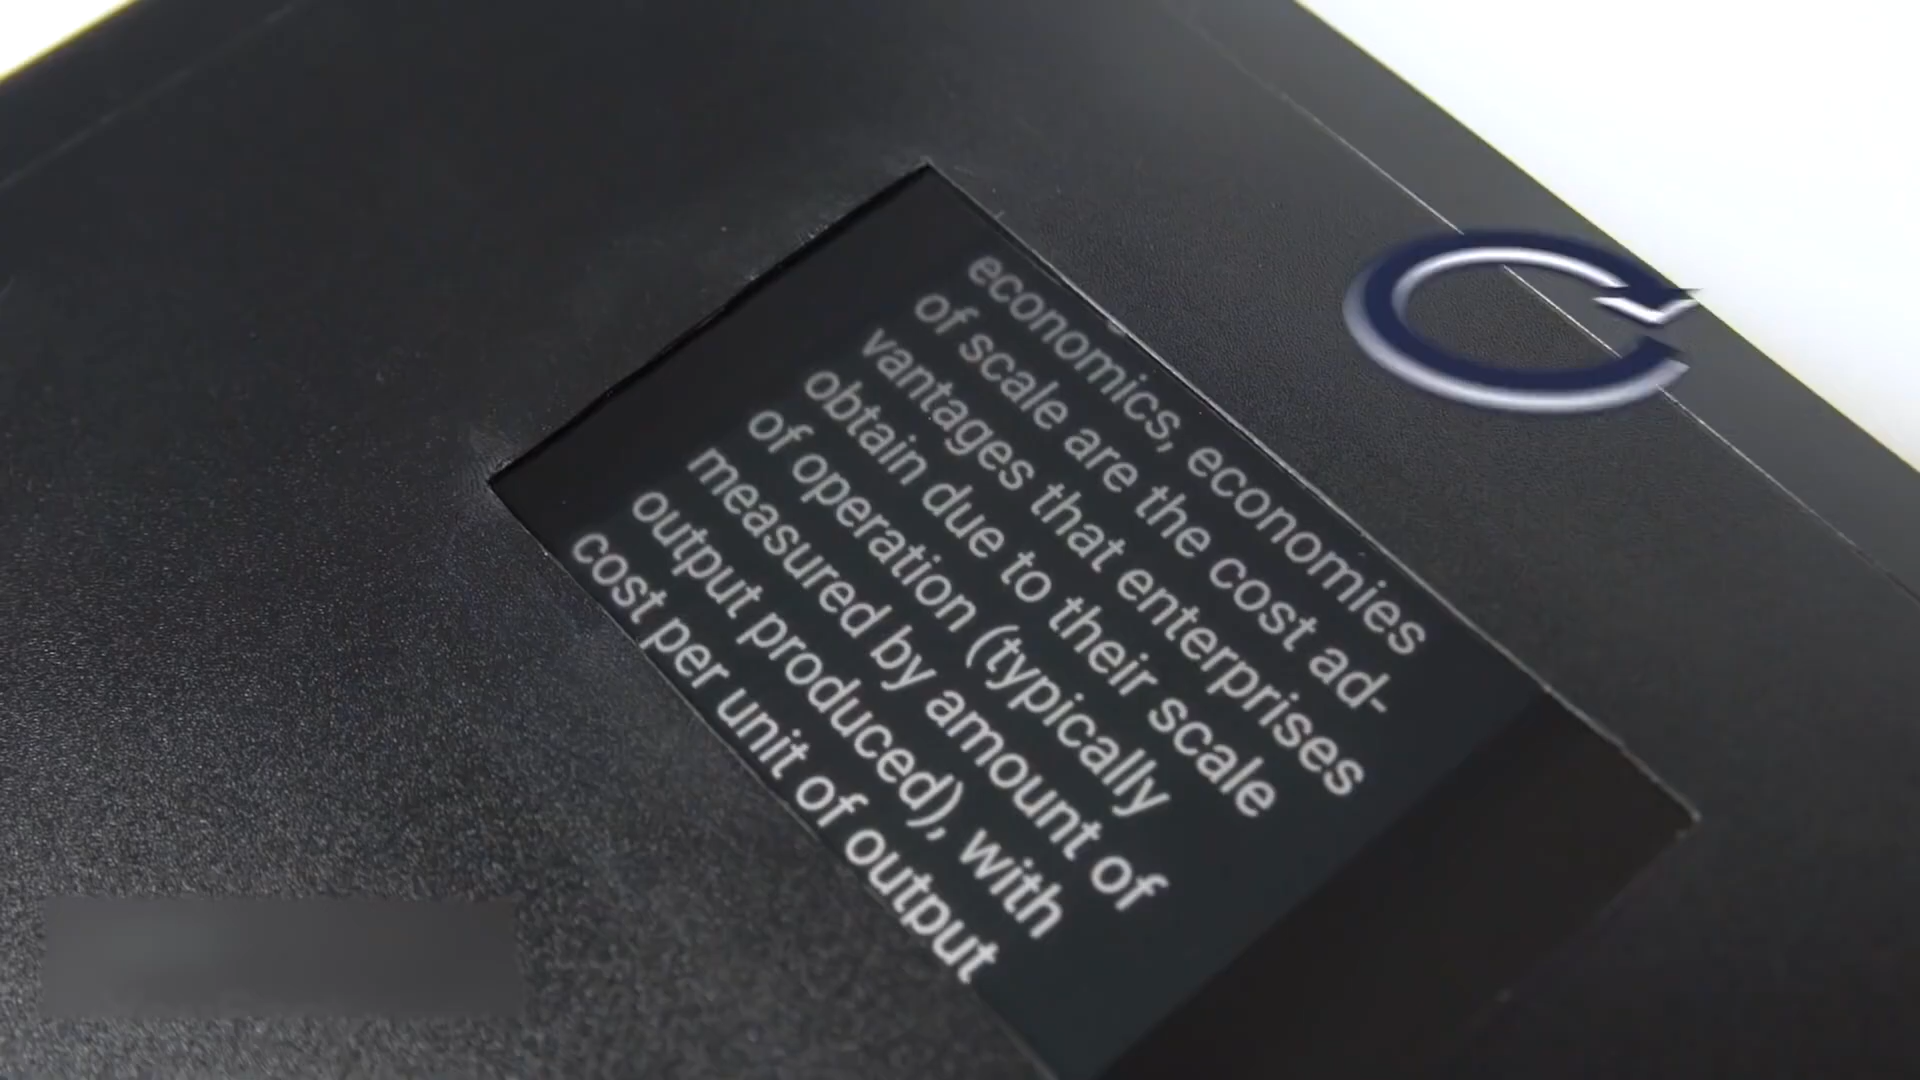 economics, economies
of scale are the cost ad-
vantages that enterprises
obtain due to their scale
of operation (typically
measured by amount of
output produced), with
cost per unit of output